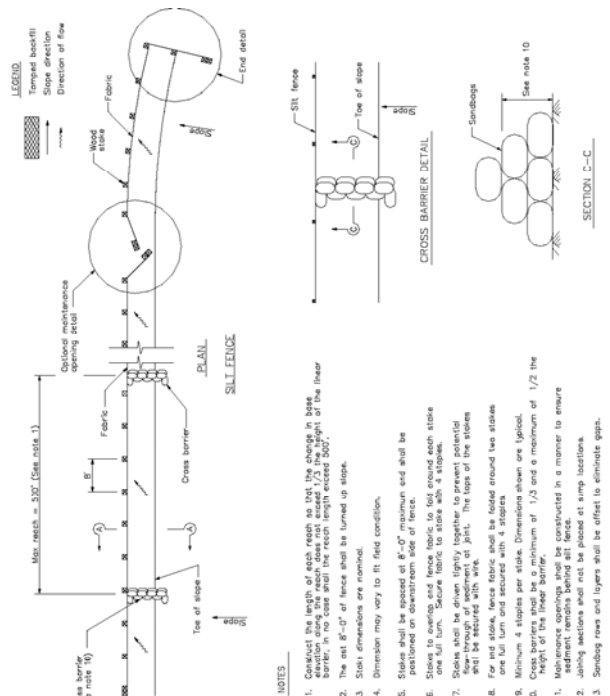 LEGEND
Tamped backfill
Slope direction
Direction of flow
Fabric
Wood
stake
End detail
Slope
Optional maintenance
opening detail
Max reach = 500' (See note 1)
Fabric
8'
A
A
Cross barrier
PLAN
SILT FENCE
Toe of slope
Slope
ss barrier
note 10)
Silt fence
Toe of slope
C
C
Slope
CROSS BARRIER DETAIL
Sandbags
See note 10
SECTION C-C
NOTES
1. Construct the length of each reach so that the change in base
elevation along the reach does not exceed 1/3 the height of the linear
barrier, in no case shall the reach length exceed 500'.
2. The last 8'-0" of fence shall be turned up slope.
3. Stake dimensions are nominal.
4. Dimension may vary to fit field condition.
5. Stakes shall be spaced at 8'-0" maximum and shall be
positioned on downstream side of fence.
6. Stakes to overlap and fence fabric to fold around each stake
one full turn. Secure fabric to stake with 4 staples.
7. Stakes shall be driven tightly together to prevent potential
flow-through of sediment at joint. The tops of the stakes
shall be secured with wire.
8. For end stake, fence fabric shall be folded around two stakes
one full turn and secured with 4 staples.
9. Minimum 4 staples per stake. Dimensions shown are typical.
Cross barriers shall be a minimum of 1/3 and a maximum of 1/2 the
height of the linear barrier.
1. Maintenance openings shall be constructed in a manner to ensure
sediment remains behind silt fence.
2. Joining sections shall not be placed at sump locations.
Sandbag rows and layers shall be offset to eliminate gaps.